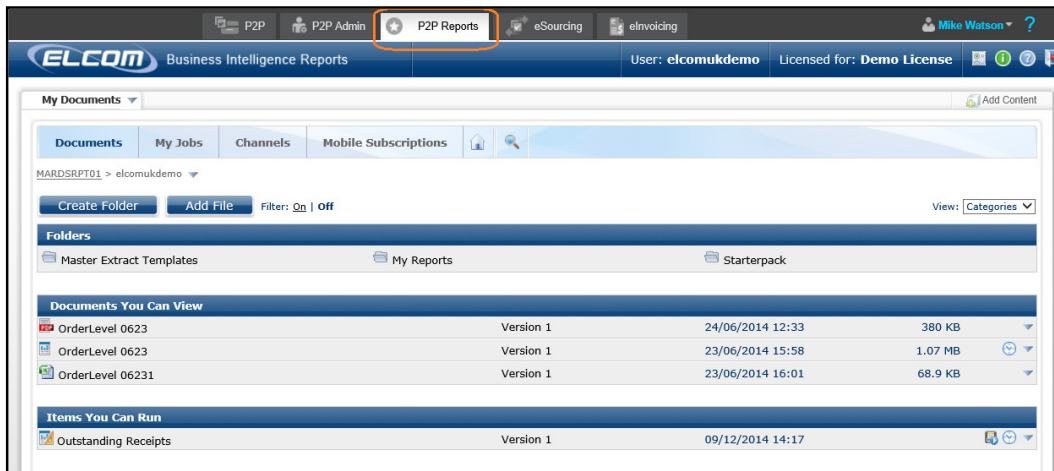 P2P P2P Admin P2P Reports eSourcing eInvoicing Mike Watson ?
ELCOM Business Intelligence Reports User: elcomukdemo Licensed for: Demo License
My Documents Add Content
Documents My Jobs Channels Mobile Subscriptions
MARDSRPT01 > elcomukdemo
Create Folder Add File Filter: On | Off View: Categories
Folders
Master Extract Templates My Reports Starterpack
Documents You Can View
OrderLevel 0623 Version 1 24/06/2014 12:33 380 KB
OrderLevel 0623 Version 1 23/06/2014 15:58 1.07 MB
OrderLevel 06231 Version 1 23/06/2014 16:01 68.9 KB
Items You Can Run
Outstanding Receipts Version 1 09/12/2014 14:17